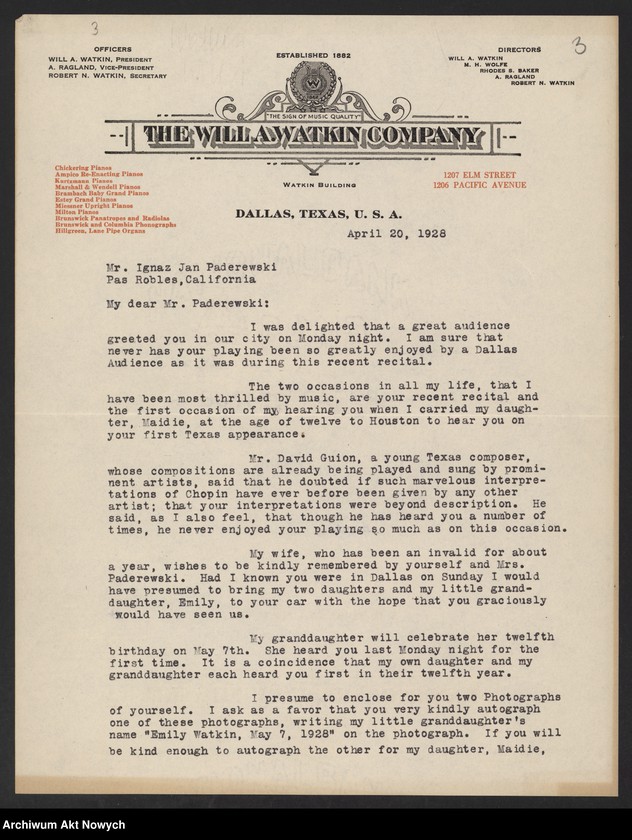 3
3
OFFICERS
WILL A. WATKIN, PRESIDENT
A. RAGLAND, VICE-PRESIDENT
ROBERT N. WATKIN, SECRETARY
ESTABLISHED 1882
DIRECTORS
WILL A. WATKIN
M. H. WOLFE
RHODES S. BAKER
A. RAGLAND
ROBERT N. WATKIN
W
"THE SIGN OF MUSIC QUALITY"
THE WILL A. WATKIN COMPANY
WATKIN BUILDING
Chickering Pianos
Ampico Re-Enacting Pianos
Kurtzmann Pianos
Marshall & Wendell Pianos
Brambach Baby Grand Pianos
Estey Grand Pianos
Miessner Upright Pianos
Milton Pianos
Brunswick Panatropes and Radiolas
Brunswick and Columbia Phonographs
Hillgreen, Lane Pipe Organs
1207 ELM STREET
1206 PACIFIC AVENUE
DALLAS, TEXAS, U. S. A.
April 20, 1928
Mr. Ignaz Jan Paderewski
Pas Robles,California
My dear Mr. Paderewski:
I was delighted that a great audience
greeted you in our city on Monday night. I am sure that
never has your playing been so greatly enjoyed by a Dallas
Audience as it was during this recent recital.
The two occasions in all my life, that I
have been most thrilled by music, are your recent recital and
the first occasion of my hearing you when I carried my daugh-
ter, Maidie, at the age of twelve to Houston to hear you on
your first Texas appearance.
Mr. David Guion, a young Texas composer,
whose compositions are already being played and sung by promi-
nent artists, said that he doubted if such marvelous interpre-
tations of Chopin have ever before been given by any other
artist; that your interpretations were beyond description. He
said, as I also feel, that though he has heard you a number of
times, he never enjoyed your playing so much as on this occasion.
My wife, who has been an invalid for about
a year, wishes to be kindly remembered by yourself and Mrs.
Paderewski. Had I known you were in Dallas on Sunday I would
have presumed to bring my two daughters and my little grand-
daughter, Emily, to your car with the hope that you graciously
would have seen us.
My granddaughter will celebrate her twelfth
birthday on May 7th. She heard you last Monday night for the
first time. It is a coincidence that my own daughter and my
granddaughter each heard you first in their twelfth year.
I presume to enclose for you two Photographs
of yourself. I ask as a favor that you very kindly autograph
one of these photographs, writing my little granddaughter's
name "Emily Watkin, May 7, 1928" on the photograph. If you will
be kind enough to autograph the other for my daughter, Maidie,
Archiwum Akt Nowych